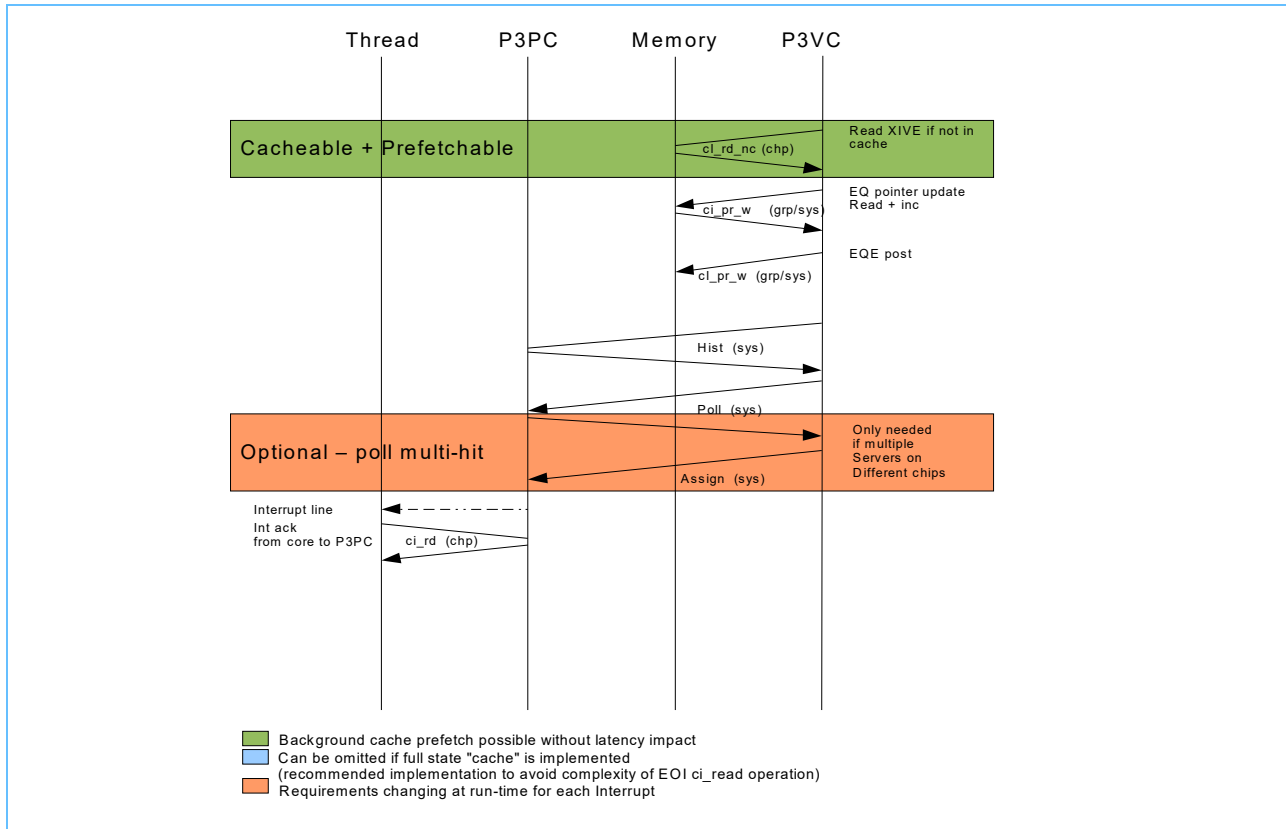 Thread P3PC Memory P3VC
Cacheable + Prefetchable
Read XIVE if not in
cache
cl_rd_nc (chp)
EQ pointer update
Read + inc
ci_pr_w (grp/sys)
EQE post
cl_pr_w (grp/sys)
Hist (sys)
Poll (sys)
Optional – poll multi-hit
Only needed
if multiple
Servers on
Different chips
Assign (sys)
Interrupt line
Int ack
from core to P3PC
ci_rd (chp)
Background cache prefetch possible without latency impact
Can be omitted if full state "cache" is implemented
(recommended implementation to avoid complexity of EOI ci_read operation)
Requirements changing at run-time for each Interrupt